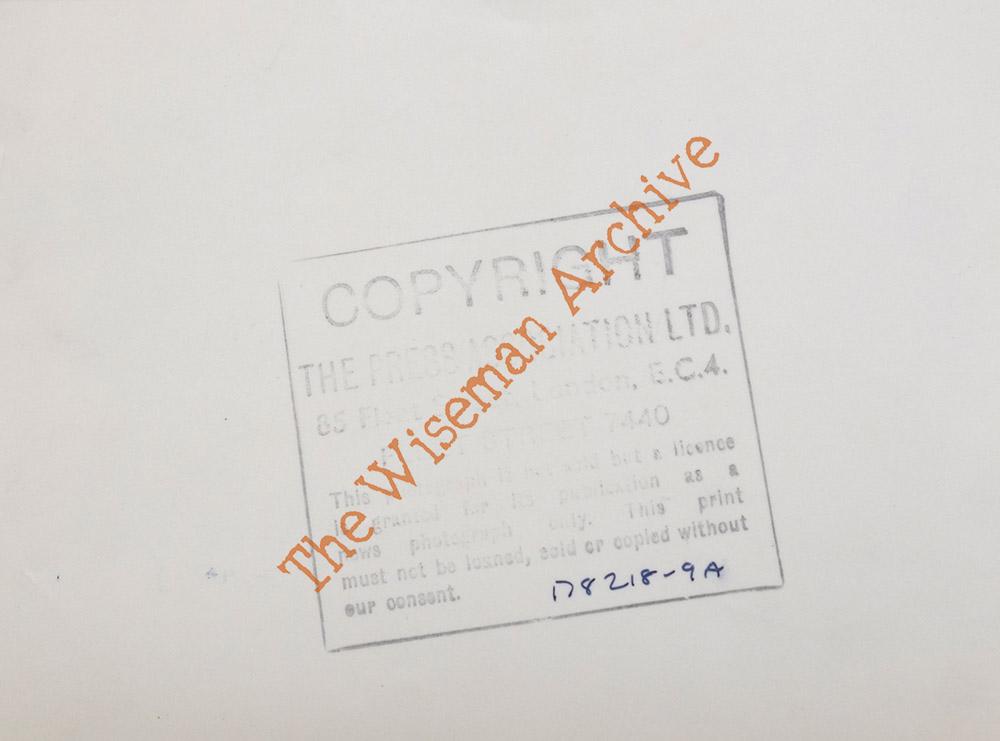 COPYRIGHT
THE PRESS ASSOCIATION LTD.
85 Fleet London, E.C.4.
STREET 7440
This photograph is not sold but a licence
is granted for its publication as a
news photograph only. This print
must not be loaned, sold or copied without
our consent.
178218-9A
The Wiseman Archive